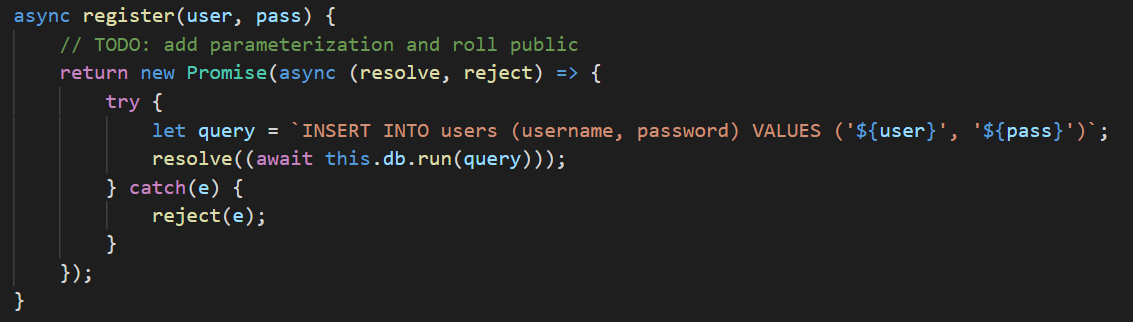 async register(user, pass) {
    // TODO: add parameterization and roll public
    return new Promise(async (resolve, reject) => {
        try {
            let query = `INSERT INTO users (username, password) VALUES ('${user}', '${pass}')`;
            resolve((await this.db.run(query)));
        } catch(e) {
            reject(e);
        }
    });
}